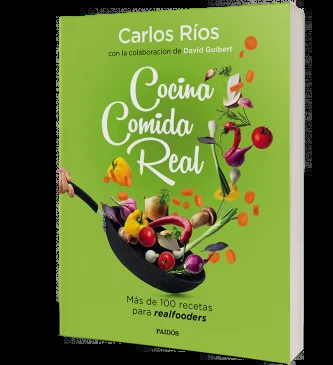 Carlos Ríos
con la colaboración de David Guibert
Cocina
Comida
Real
Más de 100 recetas
para realfooders
PAIDÓS